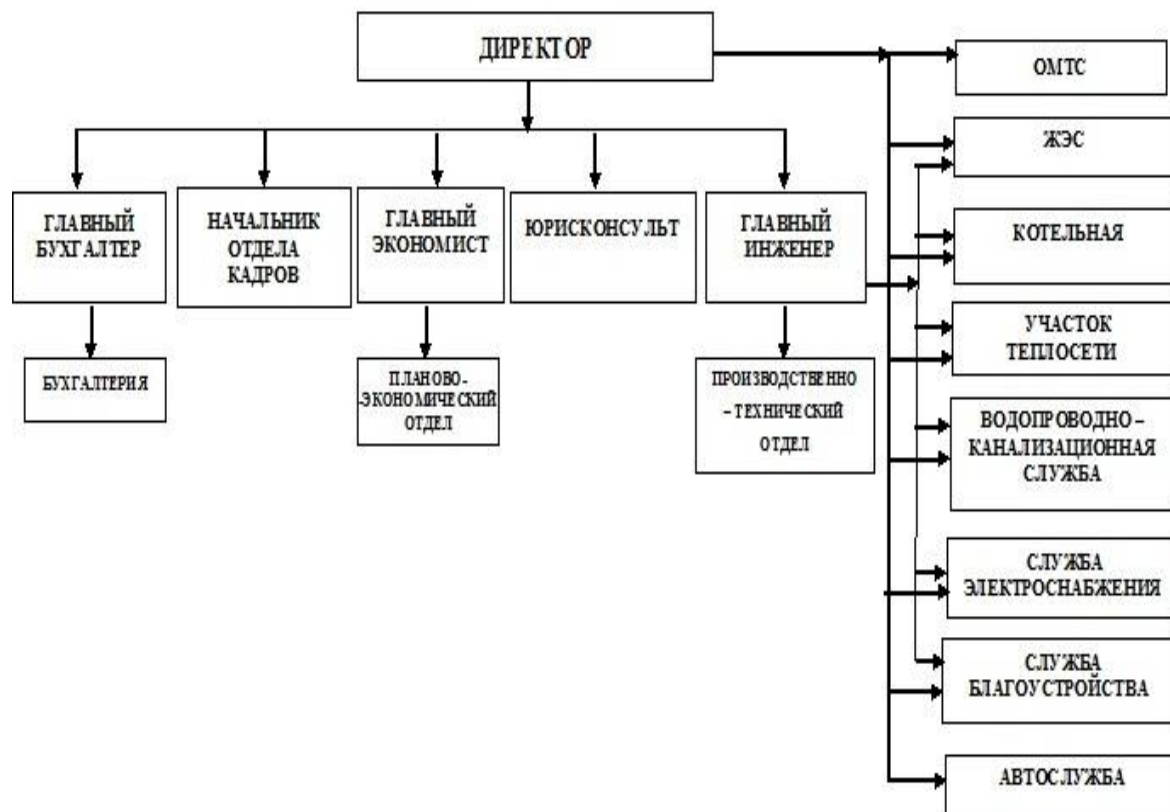 ДИРЕКТОР
ОМТС
ЖЭС
ГЛАВНЫЙ
БУХГАЛТЕР
НАЧАЛЬНИК
ОТДЕЛА
КАДРОВ
ГЛАВНЫЙ
ЭКОНОМИСТ
ЮРИСКОНСУЛЬТ
ГЛАВНЫЙ
ИНЖЕНЕР
КОТЕЛЬНАЯ
УЧАСТОК
ТЕПЛОСЕТИ
БУХГАЛТЕРИЯ
ПЛАНОВО-
-ЭКОНОМИЧЕСКИЙ
ОТДЕЛ
ПРОИЗВОДСТВЕННО
– ТЕХНИЧЕСКИЙ
ОТДЕЛ
ВОДОПРОВОДНО –
КАНАЛИЗАЦИОННАЯ
СЛУЖБА
СЛУЖБА
ЭЛЕКТРОСНАБЖЕНИЯ
СЛУЖБА
БЛАГОУСТРОЙСТВА
АВТОСЛУЖБА